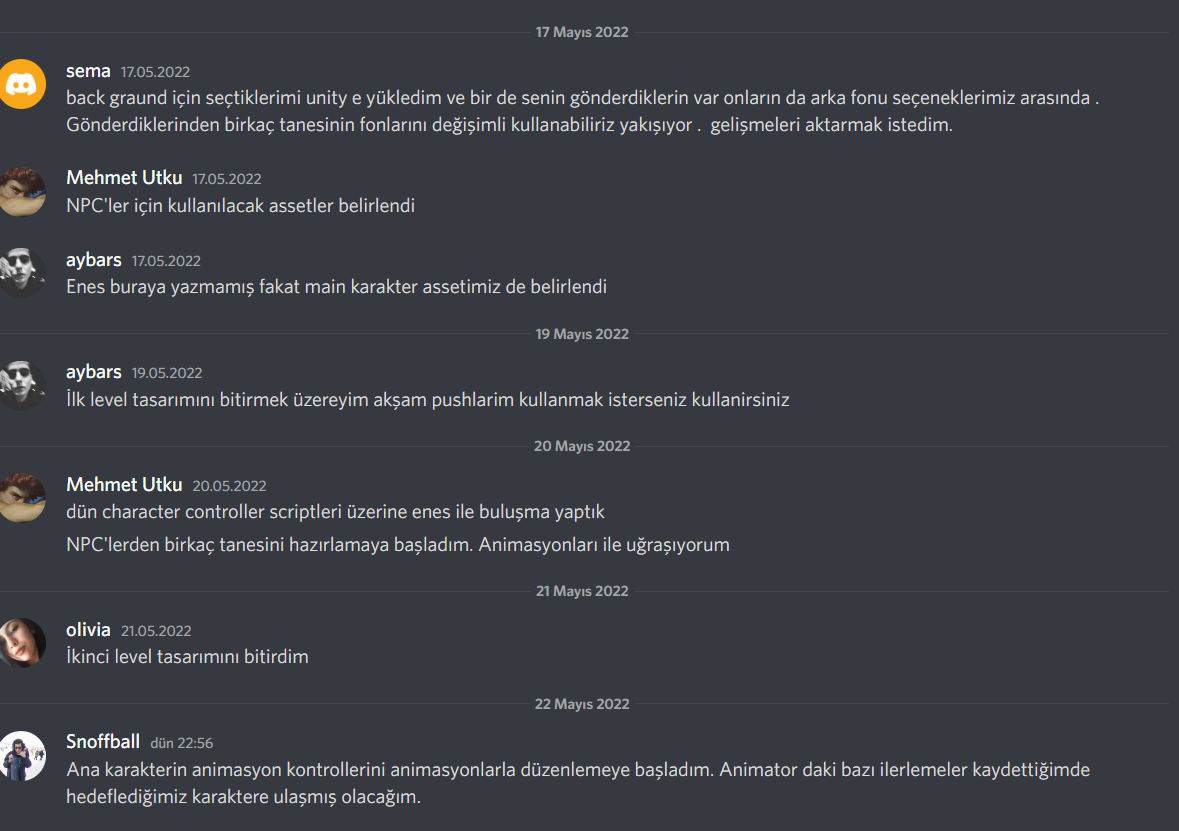 17 Mayıs 2022
sema 17.05.2022
back graund için seçtiklerimi unity e yükledim ve bir de senin gönderdiklerin var onların da arka fonu seçeneklerimiz arasında .
Gönderdiklerinden birkaç tanesinin fonlarını değişimli kullanabiliriz yakışıyor .  gelişmeleri aktarmak istedim.
Mehmet Utku 17.05.2022
NPC'ler için kullanılacak assetler belirlendi
aybars 17.05.2022
Enes buraya yazmamış fakat main karakter assetimiz de belirlendi
19 Mayıs 2022
aybars 19.05.2022
İlk level tasarımını bitirmek üzereyim akşam pushlarim kullanmak isterseniz kullanirsiniz
20 Mayıs 2022
Mehmet Utku 20.05.2022
dün character controller scriptleri üzerine enes ile buluşma yaptık
NPC'lerden birkaç tanesini hazırlamaya başladım. Animasyonları ile uğraşıyorum
21 Mayıs 2022
olivia 21.05.2022
İkinci level tasarımını bitirdim
22 Mayıs 2022
Snoffball dün 22:56
Ana karakterin animasyon kontrollerini animasyonlarla düzenlemeye başladım. Animator daki bazı ilerlemeler kaydettiğimde
hedeflediğimiz karaktere ulaşmış olacağım.